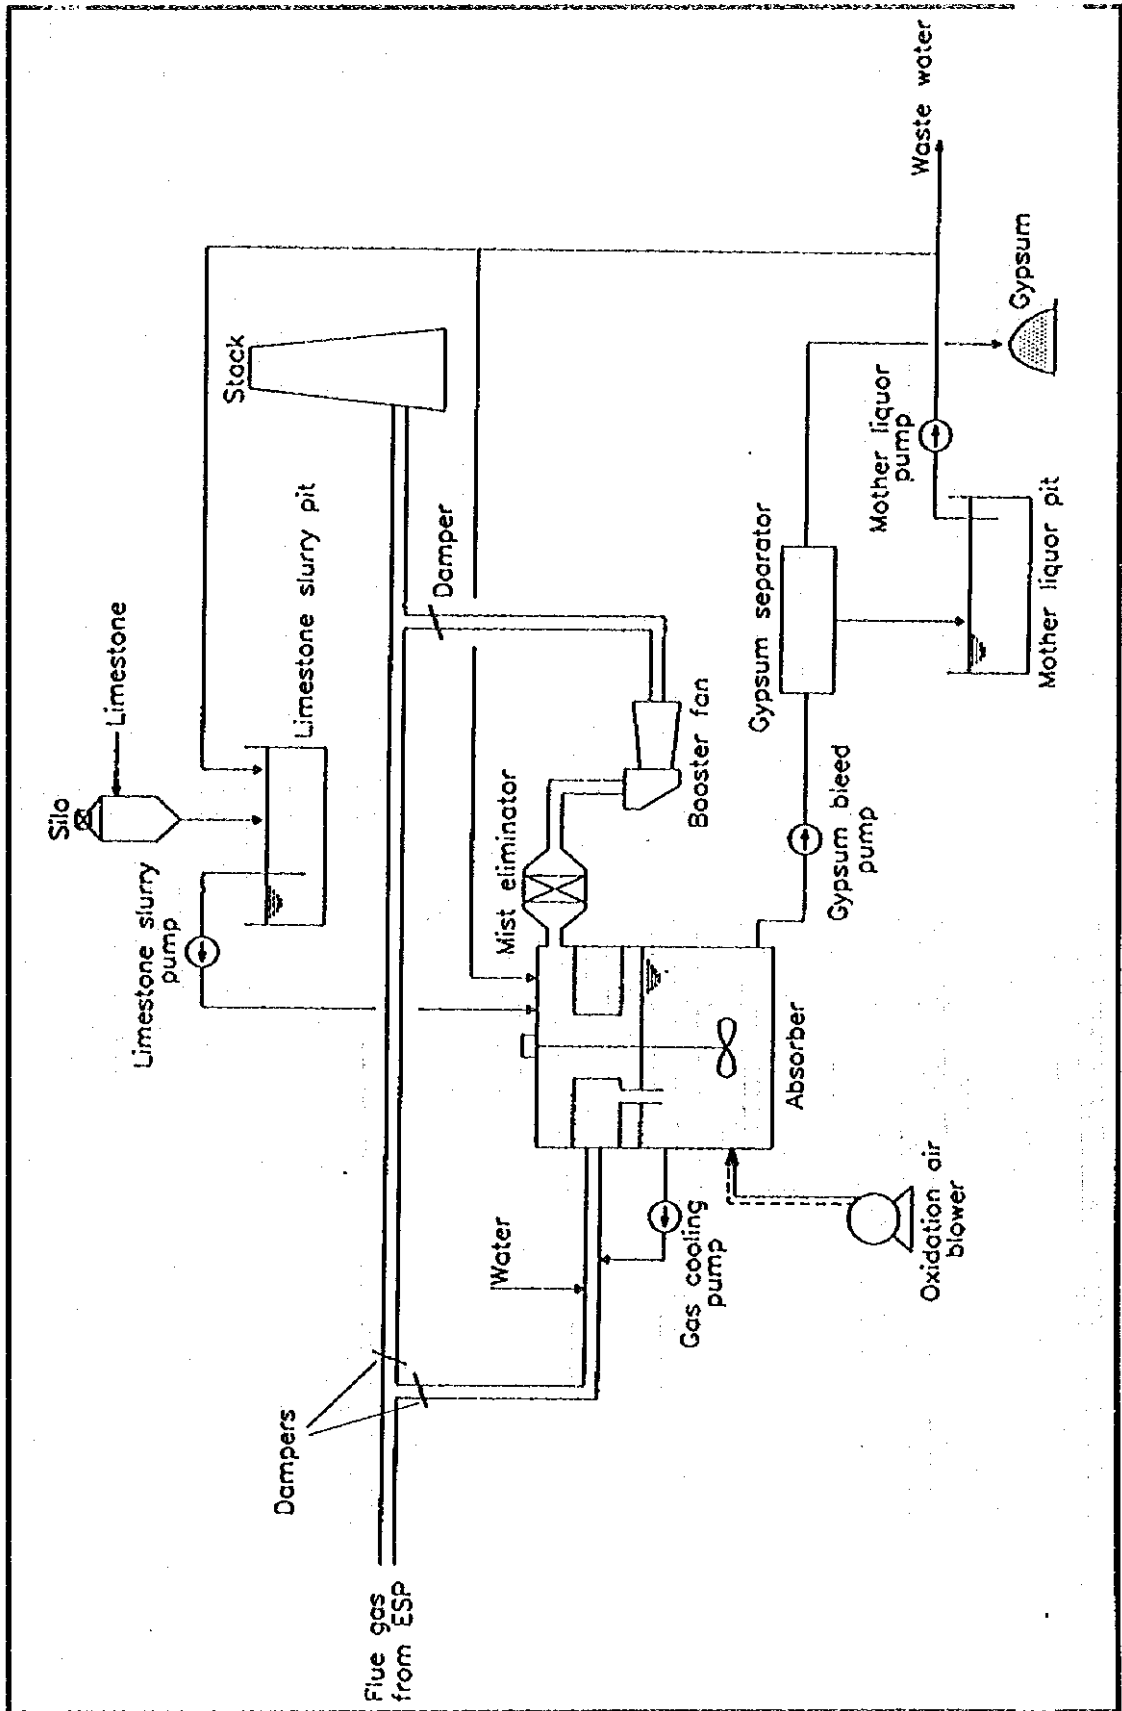 Silo
Limestone
Limestone slurry
pump
Limestone slurry pit
Stack
Dampers
Flue gas
from ESP
Damper
Water
Mist eliminator
Gas cooling
pump
Booster fan
Absorber
Oxidation air
blower
Gypsum bleed
pump
Gypsum separator
Mother liquor
pump
Mother liquor pit
Waste water
Gypsum